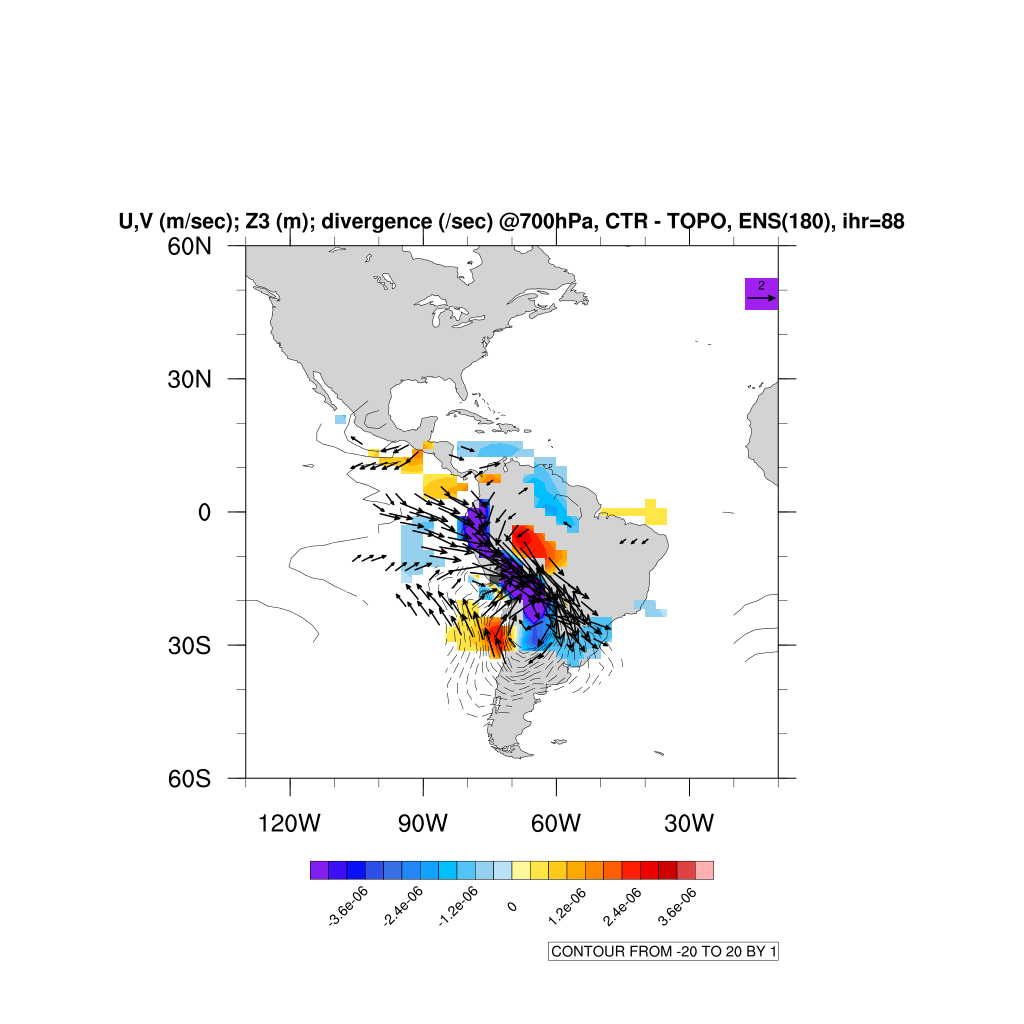 U,V (m/sec); Z3 (m); divergence (/sec) @700hPa, CTR - TOPO, ENS(180), ihr=88
60N
2
30N
0
30S
60S
120W 90W 60W 30W
-3.6e-06 -2.4e-06 -1.2e-06 0 1.2e-06 2.4e-06 3.6e-06
CONTOUR FROM -20 TO 20 BY 1